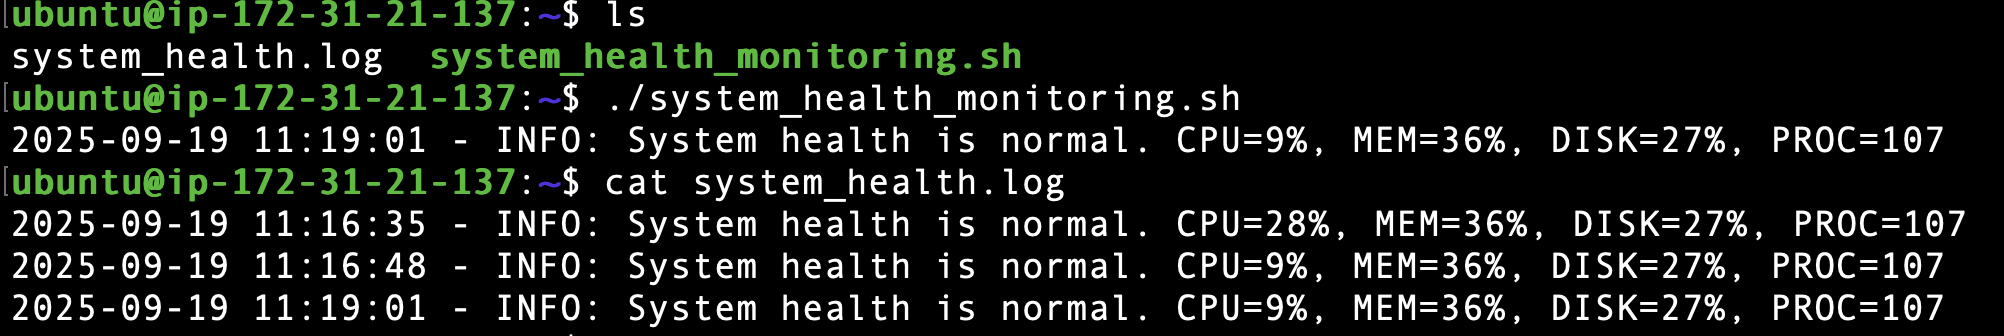 [ubuntu@ip-172-31-21-137:~$ ls
system_health.log  system_health_monitoring.sh
[ubuntu@ip-172-31-21-137:~$ ./system_health_monitoring.sh
2025-09-19 11:19:01 - INFO: System health is normal. CPU=9%, MEM=36%, DISK=27%, PROC=107
[ubuntu@ip-172-31-21-137:~$ cat system_health.log
2025-09-19 11:16:35 - INFO: System health is normal. CPU=28%, MEM=36%, DISK=27%, PROC=107
2025-09-19 11:16:48 - INFO: System health is normal. CPU=9%, MEM=36%, DISK=27%, PROC=107
2025-09-19 11:19:01 - INFO: System health is normal. CPU=9%, MEM=36%, DISK=27%, PROC=107